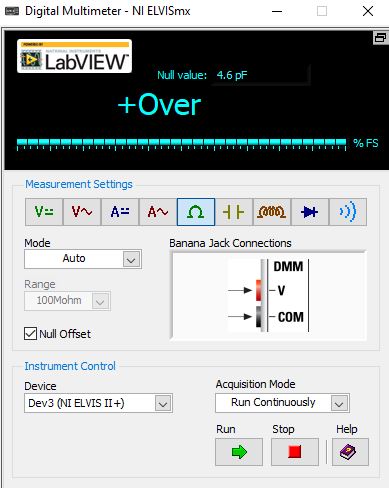 Digital Multimeter - NI ELVISmx
POWERED BY
NATIONAL INSTRUMENTS
LabVIEW™
Null value: 4.6 pF
+Over
% FS
Measurement Settings
V= V~ A= A~ Ω
Mode
Auto
Banana Jack Connections
Range
100Mohm
DMM
V
COM
Null Offset
Instrument Control
Device
Dev3 (NI ELVIS II+)
Acquisition Mode
Run Continuously
Run Stop Help